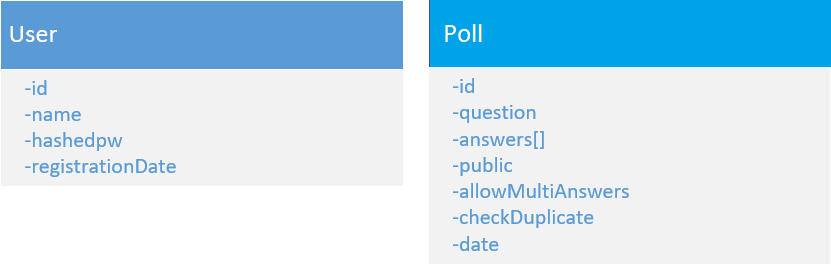 User
-id
-name
-hashedpw
-registrationDate
Poll
-id
-question
-answers[]
-public
-allowMultiAnswers
-checkDuplicate
-date